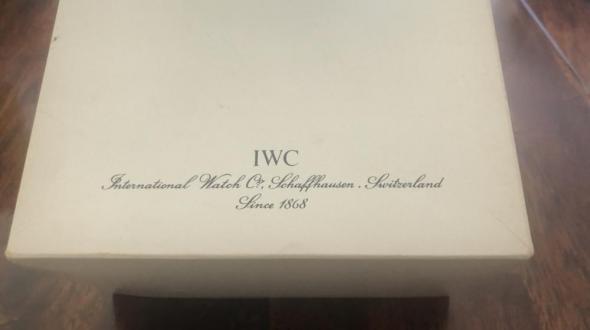 IWC
International Watch Co., Schaffhausen . Switzerland
Since 1868